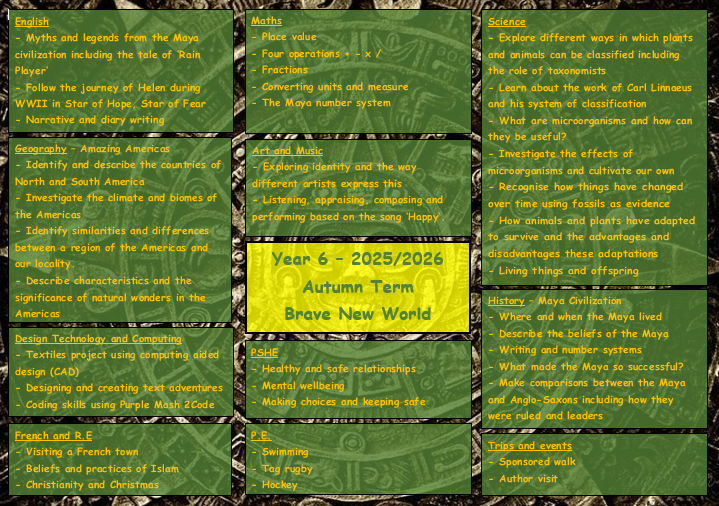 English
- Myths and legends from the Maya
civilization including the tale of 'Rain
Player'
- Follow the journey of Helen during
WWII in Star of Hope, Star of Fear
- Narrative and diary writing
Geography – Amazing Americas
- Identify and describe the countries of
North and South America
- Investigate the climate and biomes of
the Americas
- Identify similarities and differences
between a region of the Americas and
our locality.
- Describe characteristics and the
significance of natural wonders in the
Americas
Design Technology and Computing
- Textiles project using computing aided
design (CAD)
- Designing and creating text adventures
- Coding skills using Purple Mash 2Code
French and R.E
- Visiting a French town
- Beliefs and practices of Islam
- Christianity and Christmas
Maths
- Place value
- Four operations + - x /
- Fractions
- Converting units and measure
- The Maya number system
Art and Music
- Exploring identity and the way
different artists express this
- Listening, appraising, composing and
performing based on the song 'Happy'.
Year 6 – 2025/2026
Autumn Term
Brave New World
PSHE
- Healthy and safe relationships
- Mental wellbeing
- Making choices and keeping safe
P.E.
- Swimming
- Tag rugby
- Hockey
Science
- Explore different ways in which plants
and animals can be classified including
the role of taxonomists
- Learn about the work of Carl Linnaeus
and his system of classification
- What are microorganisms and how can
they be useful?
- Investigate the effects of
microorganisms and cultivate our own
- Recognise how things have changed
over time using fossils as evidence
- How animals and plants have adapted
to survive and the advantages and
disadvantages these adaptations
- Living things and offspring
History – Maya Civilization
- Where and when the Maya lived
- Describe the beliefs of the Maya
- Writing and number systems
- What made the Maya so successful?
- Make comparisons between the Maya
and Anglo-Saxons including how they
were ruled and leaders
Trips and events
- Sponsored walk
- Author visit